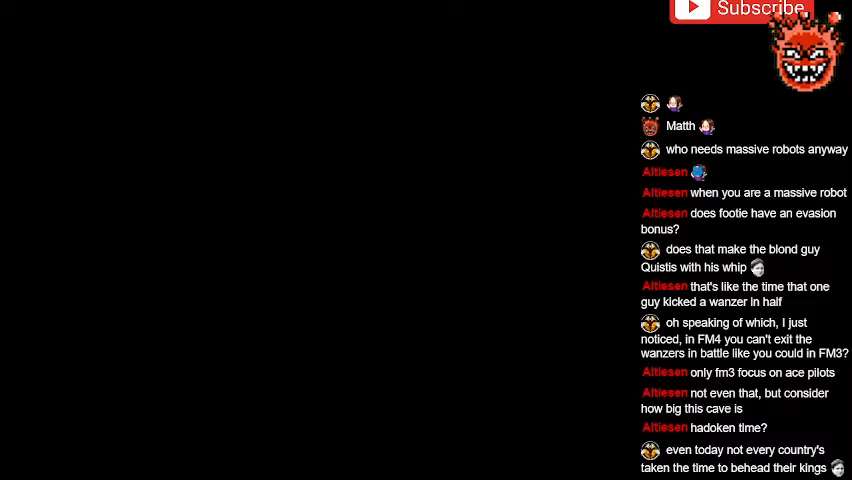 Subscribe
Matth
who needs massive robots anyway
Altiesen
Altiesen when you are a massive robot
Altiesen does footie have an evasion
bonus?
does that make the blond guy
Quistis with his whip
Altiesen that's like the time that one
guy kicked a wanzer in half
oh speaking of which, I just
noticed, in FM4 you can't exit the
wanzers in battle like you could in FM3?
Altiesen only fm3 focus on ace pilots
Altiesen not even that, but consider
how big this cave is
Altiesen hadoken time?
even today not every country's
taken the time to behead their kings